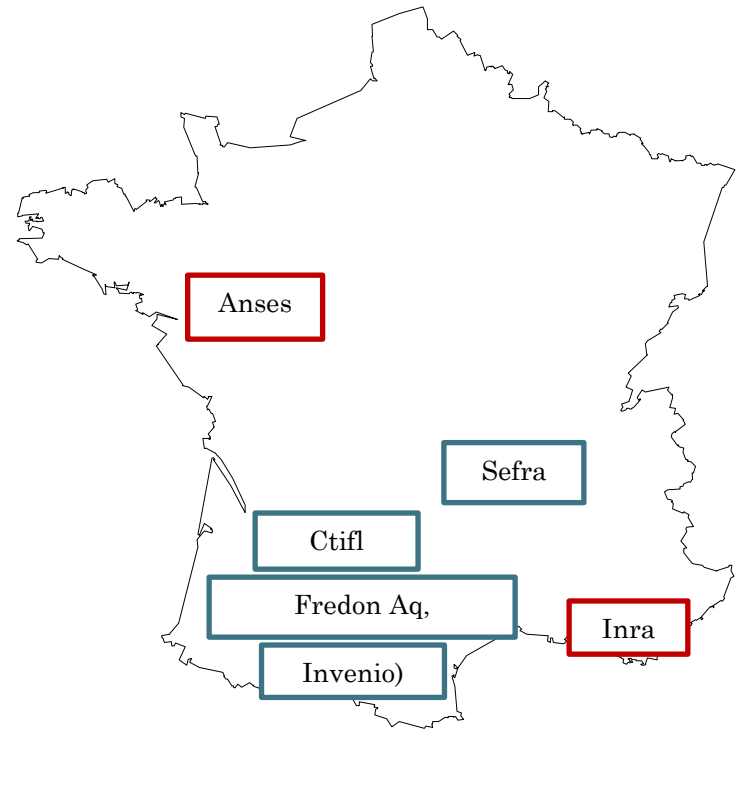 Anses
Sefra
Ctifl
Fredon Aq,
Inra
Invenio)